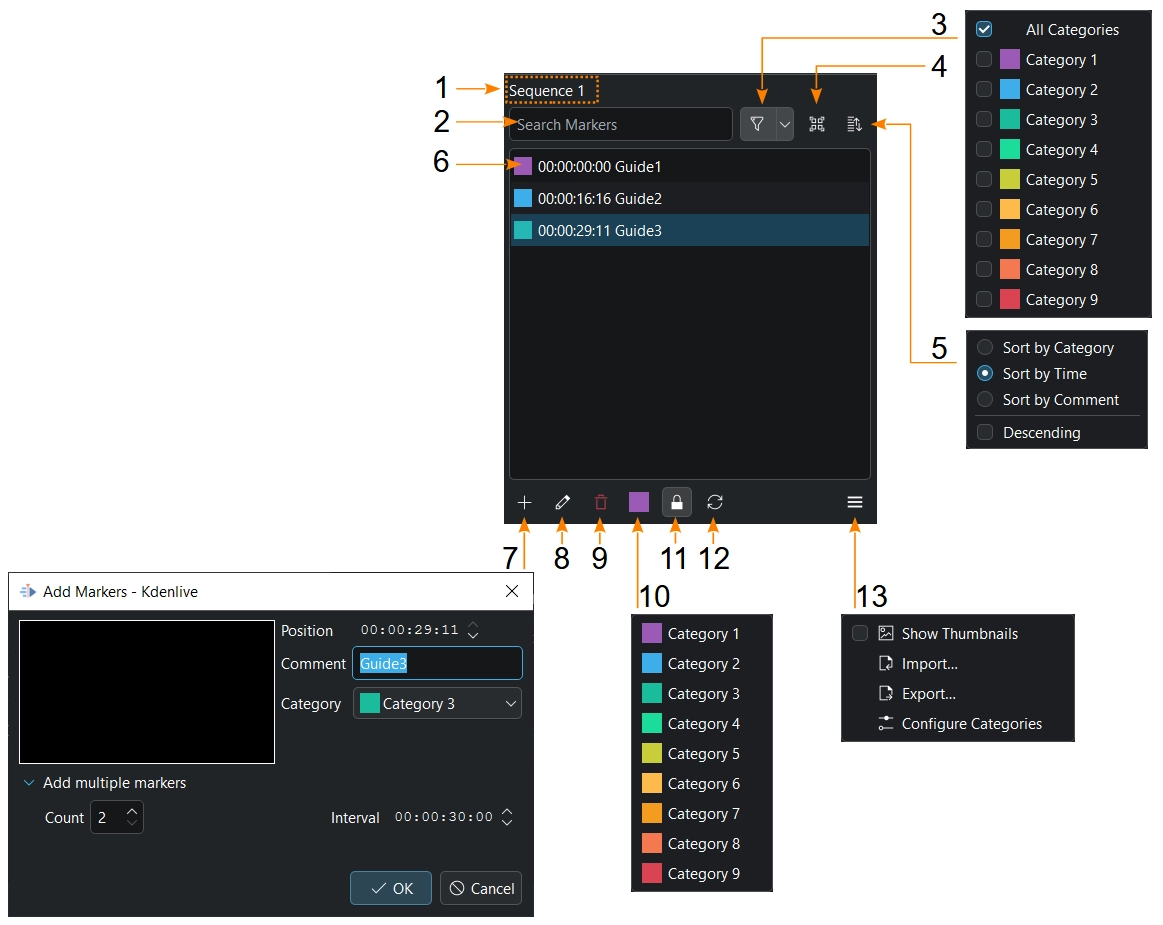 3
All Categories
4
Category 1
1
Sequence 1
Category 2
2
Search Markers
Category 3
6
00:00:00:00 Guide1
Category 4
00:00:16:16 Guide2
Category 5
00:00:29:11 Guide3
Category 6
Category 7
Category 8
Category 9
5
Sort by Category
Sort by Time
Sort by Comment
Descending
7
8
9
11
12
10
13
Add Markers - Kdenlive
Position 00:00:29:11
Comment Guide3
Category Category 3
Add multiple markers
Count 2 Interval 00:00:30:00
OK Cancel
Category 1
Category 2
Category 3
Category 4
Category 5
Category 6
Category 7
Category 8
Category 9
Show Thumbnails
Import...
Export...
Configure Categories